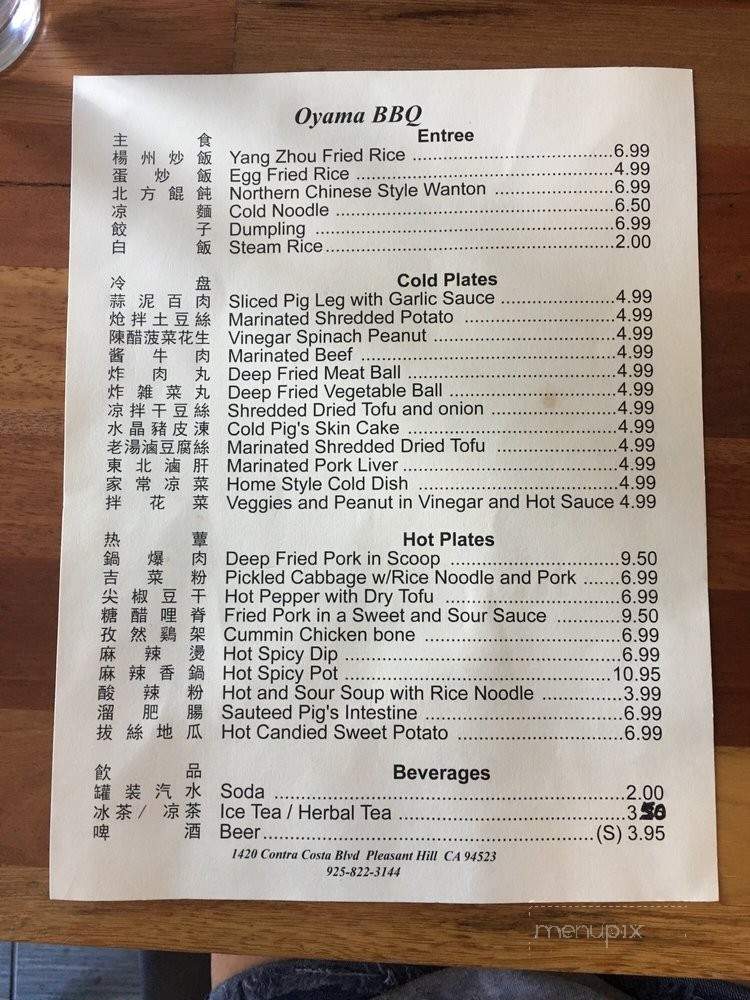 Oyama BBQ
主食 Entree
楊州炒飯 Yang Zhou Fried Rice 6.99
蛋炒飯 Egg Fried Rice 4.99
北方餛飩 Northern Chinese Style Wanton 6.99
凉麵 Cold Noodle 6.50
餃子 Dumpling 6.99
白飯 Steam Rice 2.00
冷盘 Cold Plates
蒜泥百肉 Sliced Pig Leg with Garlic Sauce 4.99
炝拌土豆絲 Marinated Shredded Potato 4.99
陳醋菠菜花生 Vinegar Spinach Peanut 4.99
酱牛肉 Marinated Beef 4.99
炸肉丸 Deep Fried Meat Ball 4.99
炸雑菜丸 Deep Fried Vegetable Ball 4.99
凉拌干豆絲 Shredded Dried Tofu and onion 4.99
水晶豬皮涷 Cold Pig's Skin Cake 4.99
老湯滷豆腐絲 Marinated Shredded Dried Tofu 4.99
東北滷肝 Marinated Pork Liver 4.99
家常凉菜 Home Style Cold Dish 4.99
拌花菜 Veggies and Peanut in Vinegar and Hot Sauce 4.99
热蕈 Hot Plates
鍋爆肉 Deep Fried Pork in Scoop 9.50
吉菜粉 Pickled Cabbage w/Rice Noodle and Pork 6.99
尖椒豆干 Hot Pepper with Dry Tofu 6.99
糖醋哩脊 Fried Pork in a Sweet and Sour Sauce 9.50
孜然鷄架 Cummin Chicken bone 6.99
麻辣燙 Hot Spicy Dip 6.99
麻辣香鍋 Hot Spicy Pot 10.95
酸辣粉 Hot and Sour Soup with Rice Noodle 3.99
溜肥腸 Sauteed Pig's Intestine 6.99
拔絲地瓜 Hot Candied Sweet Potato 6.99
飲品 Beverages
罐装汽水 Soda 2.00
冰茶/凉茶 Ice Tea / Herbal Tea 3.50
啤酒 Beer (S) 3.95
1420 Contra Costa Blvd Pleasant Hill CA 94523
925-822-3144
menupix